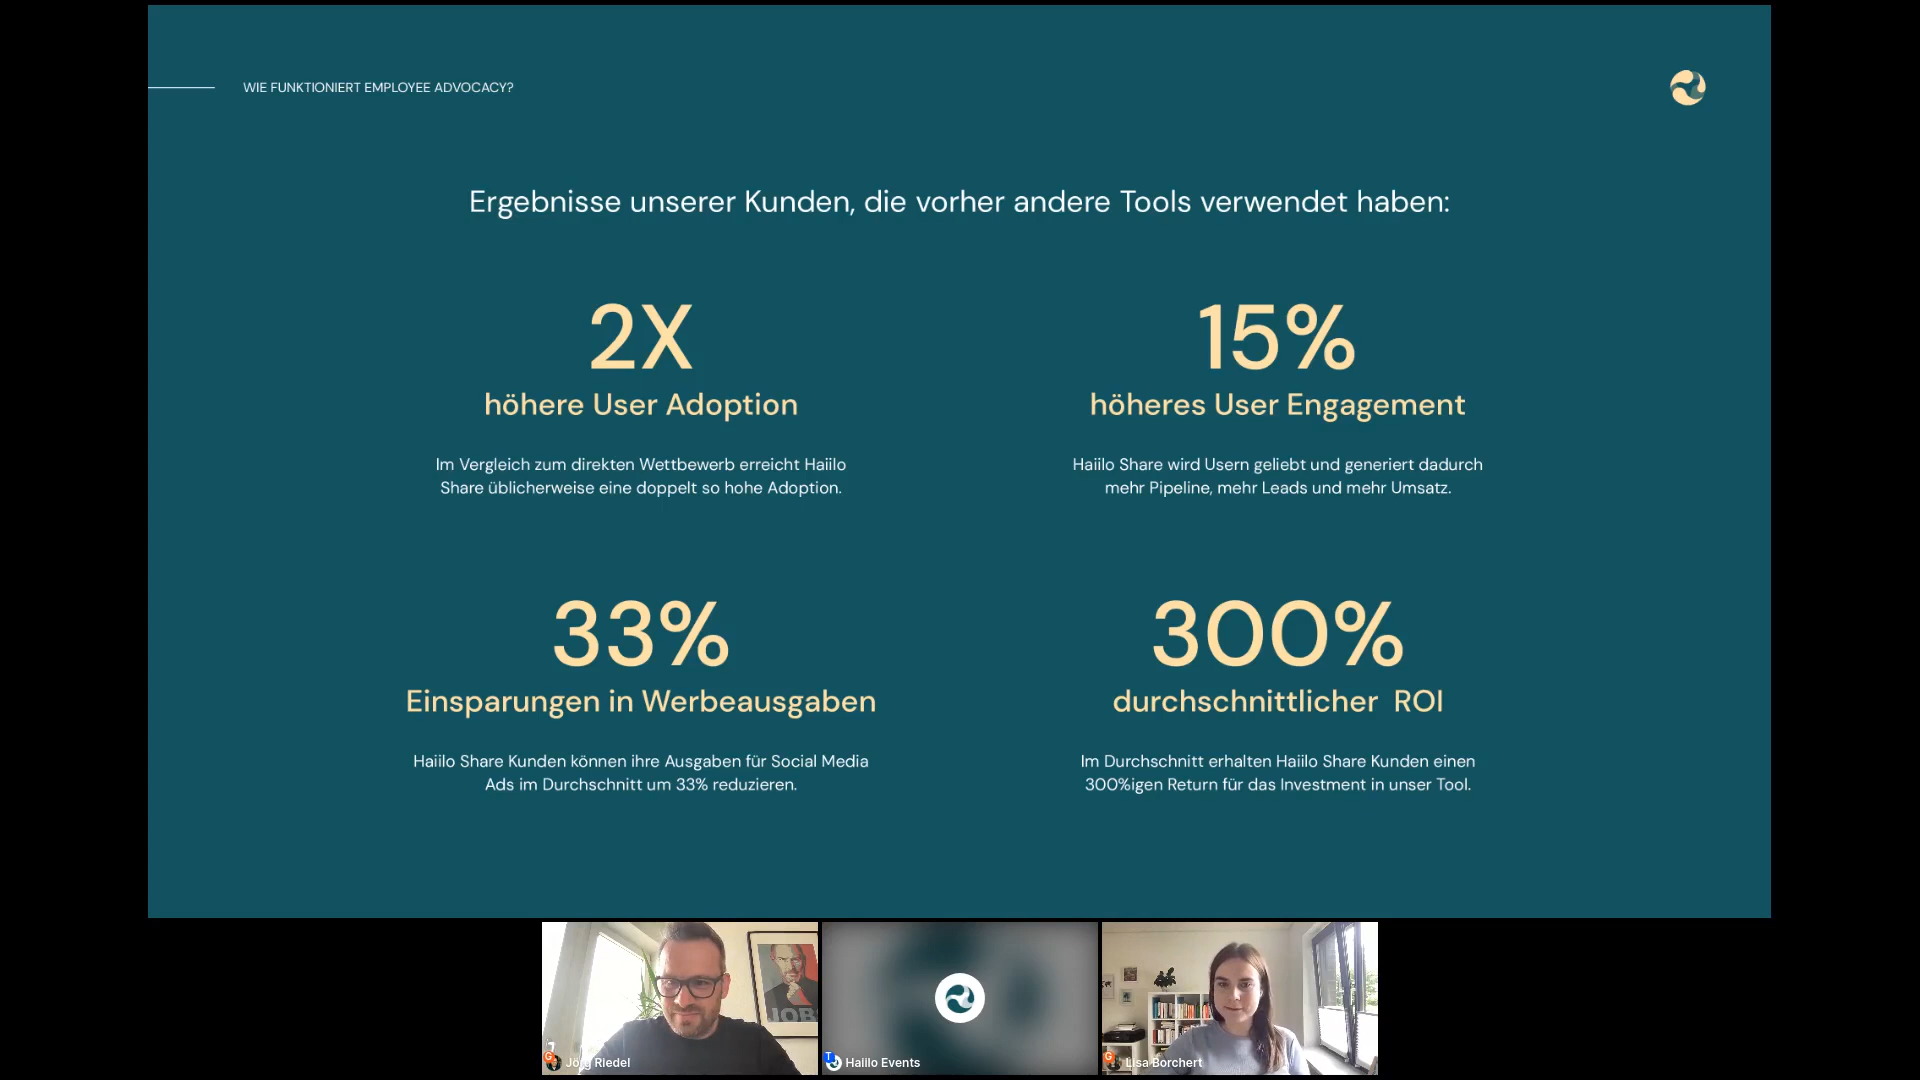 WIE FUNKTIONIERT EMPLOYEE ADVOCACY?
Ergebnisse unserer Kunden, die vorher andere Tools verwendet haben:
2X
höhere User Adoption
Im Vergleich zum direkten Wettbewerb erreicht Haiilo
Share üblicherweise eine doppelt so hohe Adoption.
15%
höheres User Engagement
Haiilo Share wird Usern geliebt und generiert dadurch
mehr Pipeline, mehr Leads und mehr Umsatz.
33%
Einsparungen in Werbeausgaben
Haiilo Share Kunden können ihre Ausgaben für Social Media
Ads im Durchschnitt um 33% reduzieren.
300%
durchschnittlicher ROI
Im Durchschnitt erhalten Haiilo Share Kunden einen
300%igen Return für das Investment in unser Tool.
JOBS
G
Jörg Riedel
T
Haiilo Events
G
Lisa Borchert